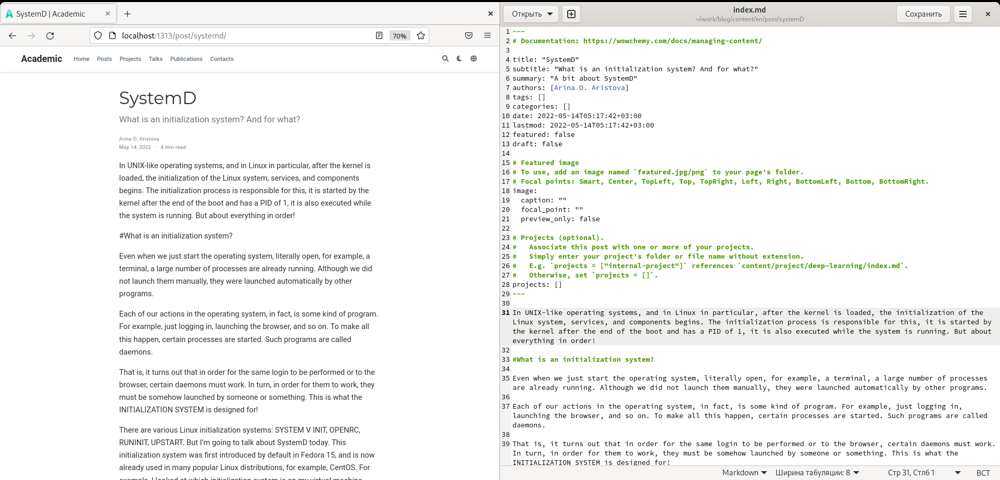 SystemD | Academic
localhost:1313/post/systemd/
70%
Academic Home Posts Projects Talks Publications Contacts
SystemD
What is an initialization system? And for what?
Arina O. Aristova
May 14, 2022 · 4 min read
In UNIX-like operating systems, and in Linux in particular, after the kernel is
loaded, the initialization of the Linux system, services, and components
begins. The initialization process is responsible for this, it is started by the
kernel after the end of the boot and has a PID of 1, it is also executed while
the system is running. But about everything in order!
#What is an initialization system?
Even when we just start the operating system, literally open, for example, a
terminal, a large number of processes are already running. Although we did
not launch them manually, they were launched automatically by other
programs.
Each of our actions in the operating system, in fact, is some kind of program.
For example, just logging in, launching the browser, and so on. To make all
this happen, certain processes are started. Such programs are called
daemons.
That is, it turns out that in order for the same login to be performed or to the
browser, certain daemons must work. In turn, in order for them to work, they
must be somehow launched by someone or something. This is what the
INITIALIZATION SYSTEM is designed for!
There are various Linux initialization systems: SYSTEM V INIT, OPENRC,
RUNINIT, UPSTART. But I'm going to talk about SystemD today. This
initialization system was first introduced by default in Fedora 15, and is now
already used in many popular Linux distributions, for example, CentOS. For
example, I looked at which initialization system is on my virtual machine
Открыть
index.md
~/work/blog/content/en/post/systemD
Сохранить
1 ---
2 # Documentation: https://wowchemy.com/docs/managing-content/
3
4 title: "SystemD"
5 subtitle: "What is an initialization system? And for what?"
6 summary: "A bit about SystemD"
7 authors: [Arina O. Aristova]
8 tags: []
9 categories: []
10 date: 2022-05-14T05:17:42+03:00
11 lastmod: 2022-05-14T05:17:42+03:00
12 featured: false
13 draft: false
14
15 # Featured image
16 # To use, add an image named `featured.jpg/png` to your page's folder.
17 # Focal points: Smart, Center, TopLeft, Top, TopRight, Left, Right, BottomLeft, Bottom, BottomRight.
18 image:
19 caption: ""
20 focal_point: ""
21 preview_only: false
22
23 # Projects (optional).
24 # Associate this post with one or more of your projects.
25 # Simply enter your project's folder or file name without extension.
26 # E.g. `projects = ["internal-project"]` references `content/project/deep-learning/index.md`.
27 # Otherwise, set `projects = []`.
28 projects: []
29 ---
30
31 In UNIX-like operating systems, and in Linux in particular, after the kernel is loaded, the initialization of the
Linux system, services, and components begins. The initialization process is responsible for this, it is started by
the kernel after the end of the boot and has a PID of 1, it is also executed while the system is running. But about
everything in order!
32
33 #What is an initialization system?
34
35 Even when we just start the operating system, literally open, for example, a terminal, a large number of processes
are already running. Although we did not launch them manually, they were launched automatically by other programs.
36
37 Each of our actions in the operating system, in fact, is some kind of program. For example, just logging in,
launching the browser, and so on. To make all this happen, certain processes are started. Such programs are called
daemons.
38
39 That is, it turns out that in order for the same login to be performed or to the browser, certain daemons must work.
In turn, in order for them to work, they must be somehow launched by someone or something. This is what the
INITIALIZATION SYSTEM is designed for!
Markdown Ширина табуляции: 8 Стр 31, Стлб 1 ВСТ